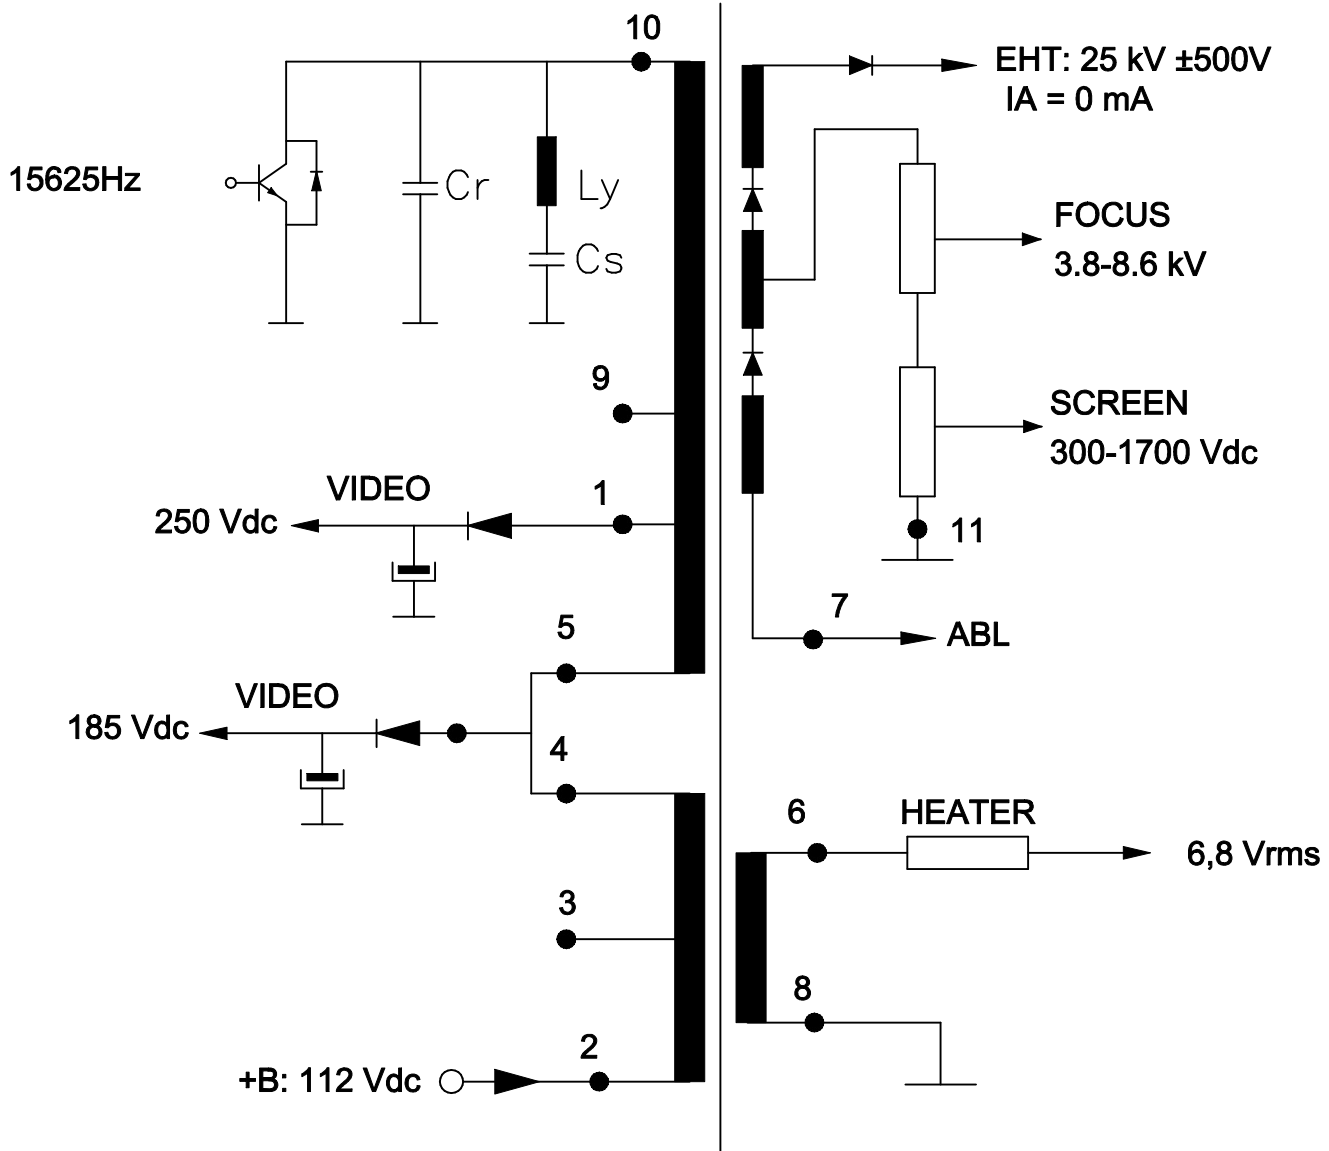 10
EHT: 25 kV ±500V
IA = 0 mA
15625Hz
Cr
Ly
Cs
FOCUS
3.8-8.6 kV
9
SCREEN
300-1700 Vdc
VIDEO
1
250 Vdc
11
7
ABL
5
VIDEO
185 Vdc
4
6
HEATER
6,8 Vrms
3
8
2
+B: 112 Vdc